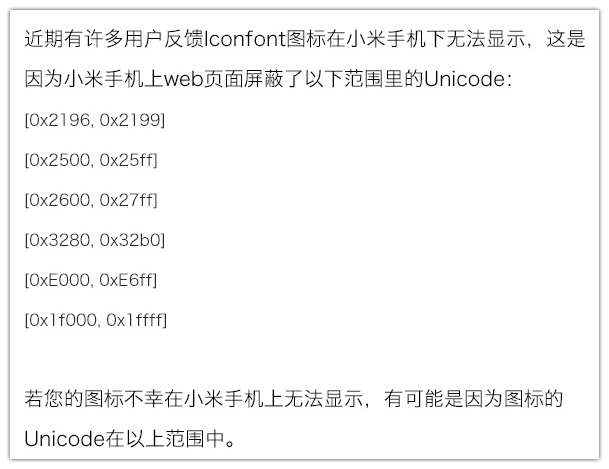 近期有许多用户反馈Iconfont图标在小米手机下无法显示，这是
因为小米手机上web页面屏蔽了以下范围里的Unicode：
[0x2196, 0x2199]
[0x2500, 0x25ff]
[0x2600, 0x27ff]
[0x3280, 0x32b0]
[0xE000, 0xE6ff]
[0x1f000, 0x1ffff]
若您的图标不幸在小米手机上无法显示，有可能是因为图标的
Unicode在以上范围中。